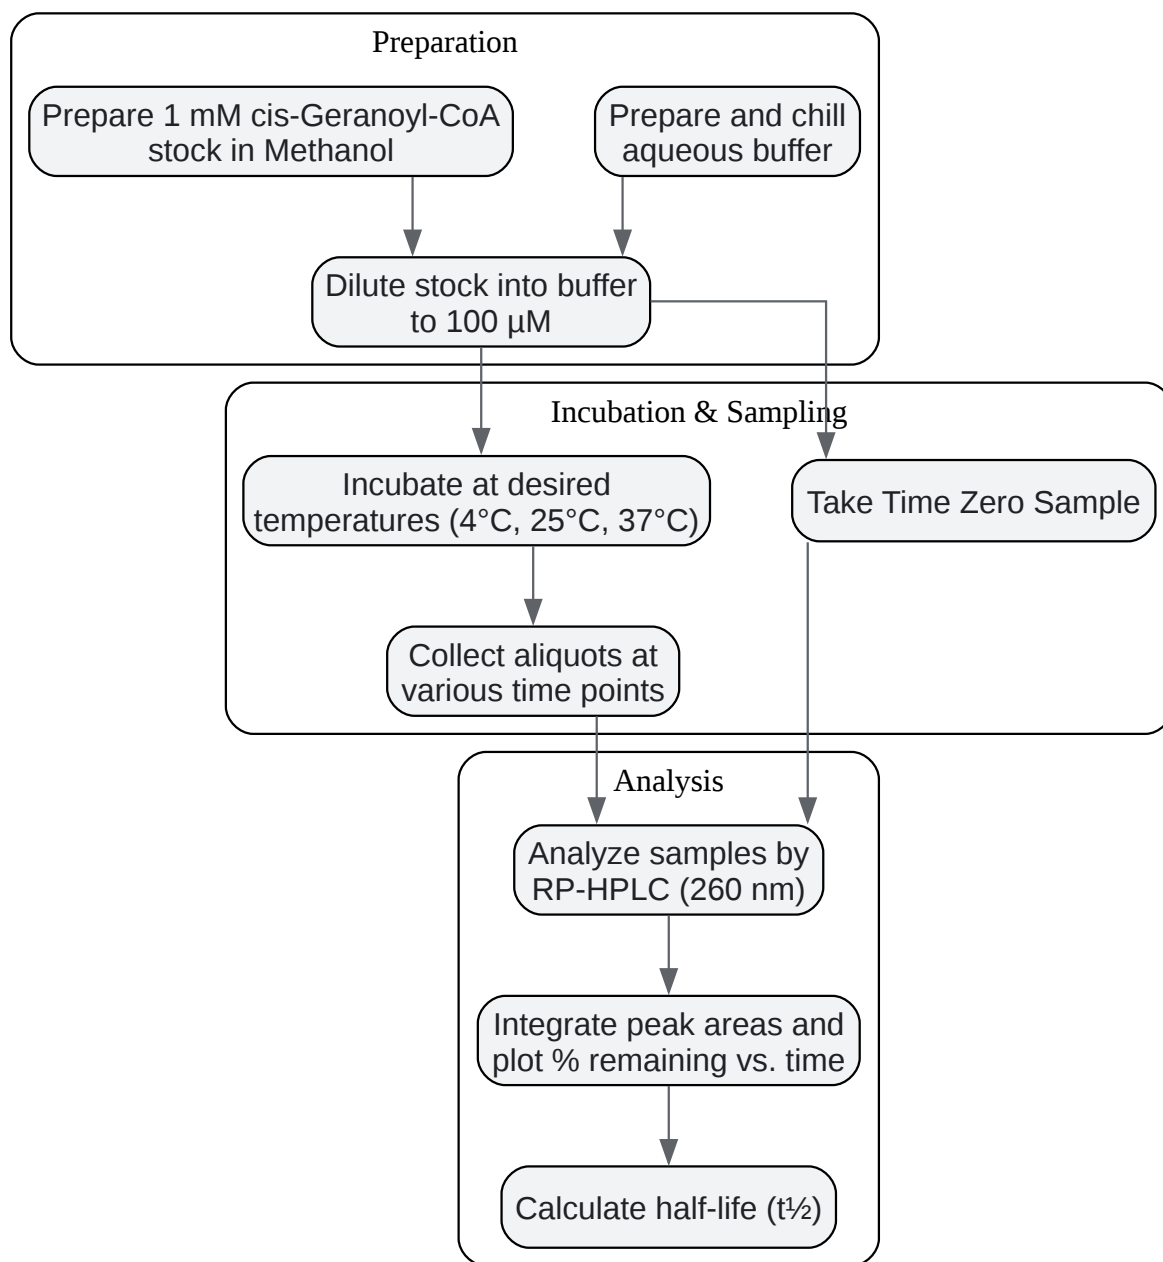 Preparation
Prepare 1 mM cis-Geranoyl-CoA
stock in Methanol
Prepare and chill
aqueous buffer
Dilute stock into buffer
to 100 µM
Incubation & Sampling
Incubate at desired
temperatures (4°C, 25°C, 37°C)
Take Time Zero Sample
Collect aliquots at
various time points
Analysis
Analyze samples by
RP-HPLC (260 nm)
Integrate peak areas and
plot % remaining vs. time
Calculate half-life (t½)